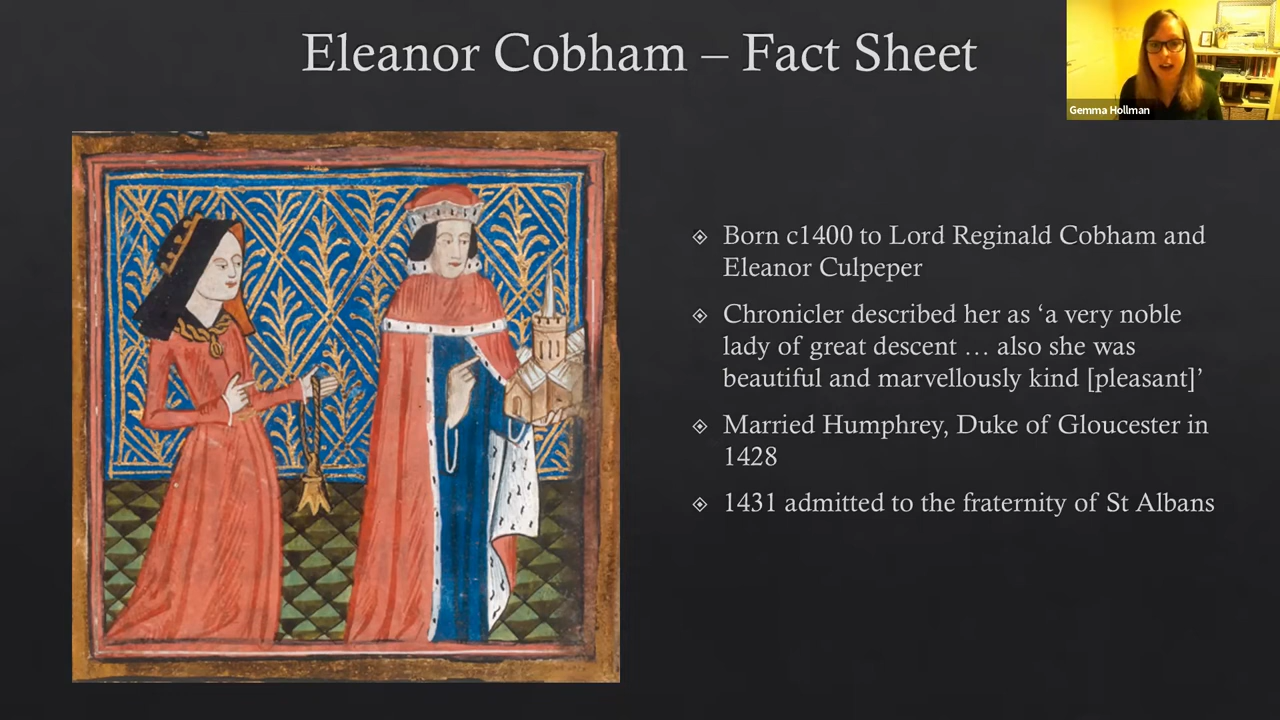 Eleanor Cobham – Fact Sheet
Gemma Hollman
Born c1400 to Lord Reginald Cobham and
Eleanor Culpeper
Chronicler described her as ‘a very noble
lady of great descent … also she was
beautiful and marvellously kind [pleasant]’
Married Humphrey, Duke of Gloucester in
1428
1431 admitted to the fraternity of St Albans